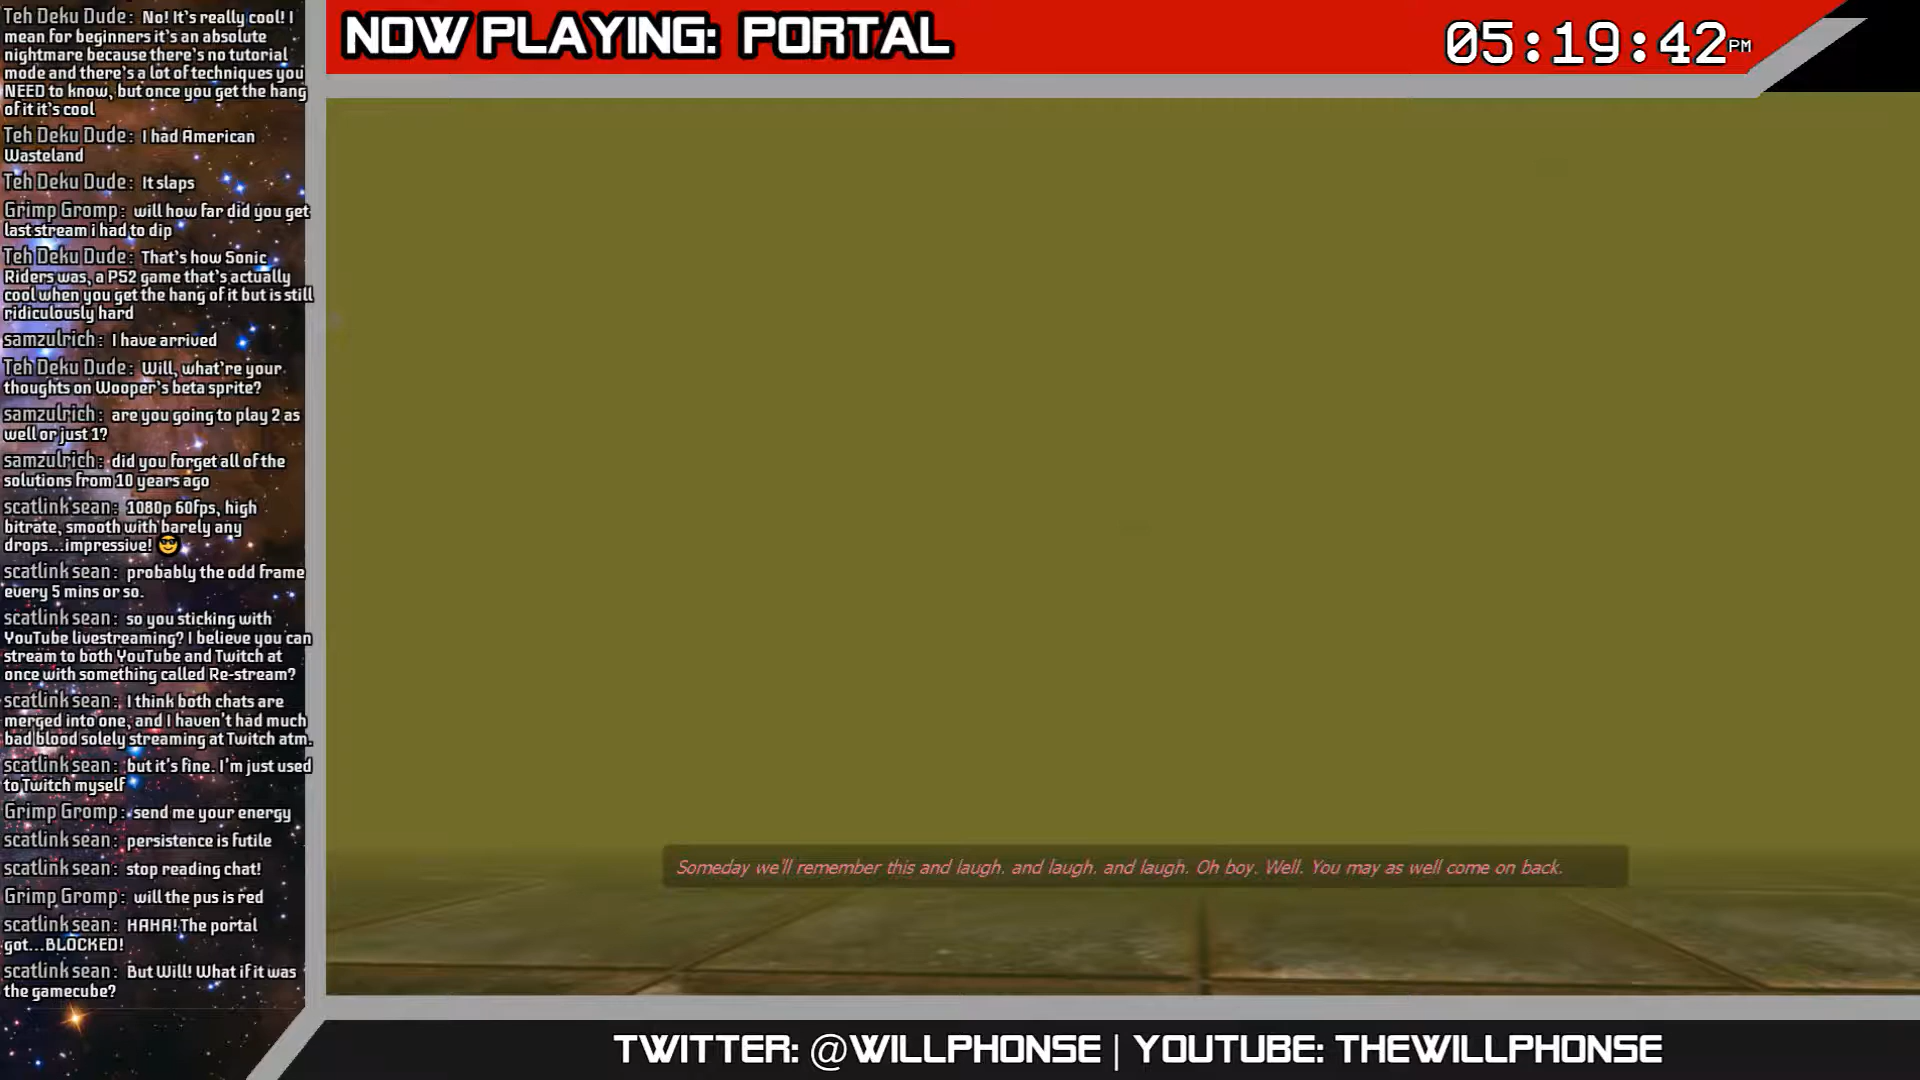 Teh Deku Dude: No! It's really cool! I
mean for beginners it's an absolute
nightmare because there's no tutorial
mode and there's a lot of techniques you
NEED to know, but once you get the hang
of it it's cool
Teh Deku Dude: I had American
Wasteland
Teh Deku Dude: It slaps
Grimp Gromp: will how far did you get
last stream i had to dip
Teh Deku Dude: That's how Sonic
Riders was, a PS2 game that's actually
cool when you get the hang of it but is still
ridiculously hard
samzulrich: I have arrived
Teh Deku Dude: Will, what're your
thoughts on Wooper's beta sprite?
samzulrich: are you going to play 2 as
well or just 1?
samzulrich: did you forget all of the
solutions from 10 years ago
scatlink sean: 1080p 60fps, high
bitrate, smooth with barely any
drops...impressive! 😎
scatlink sean: probably the odd frame
every 5 mins or so.
scatlink sean: so you sticking with
YouTube livestreaming? I believe you can
stream to both YouTube and Twitch at
once with something called Re-stream?
scatlink sean: I think both chats are
merged into one, and I haven't had much
bad blood solely streaming at Twitch atm.
scatlink sean: but it's fine. I'm just used
to Twitch myself
Grimp Gromp: send me your energy
scatlink sean: persistence is futile
scatlink sean: stop reading chat!
Grimp Gromp: will the pus is red
scatlink sean: HAHA! The portal
got...BLOCKED!
scatlink sean: But Will! What if it was
the gamecube?
NOW PLAYING: PORTAL
05:19:42PM
Someday we'll remember this and laugh. and laugh. and laugh. Oh boy. Well. You may as well come on back.
TWITTER: @WILLPHONSE | YOUTUBE: THEWILLPHONSE